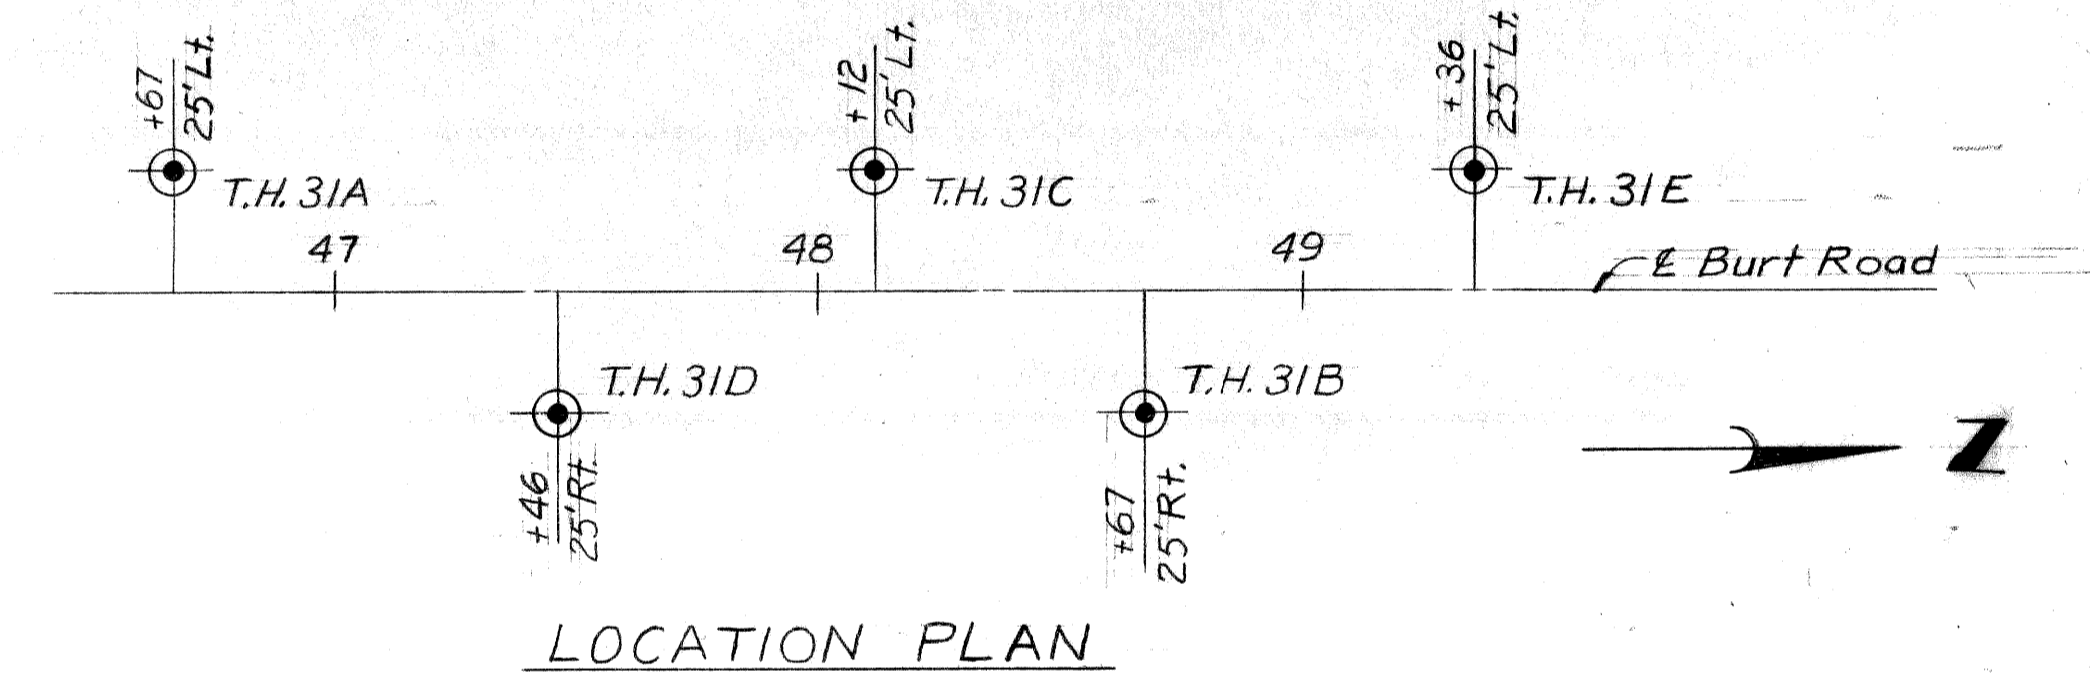 +67
25' Lt.
+12
25' Lt.
+36
25' Lt.
T.H. 31A
T.H. 31C
T.H. 31E
47
48
49
℄ Burt Road
T.H. 31D
T.H. 31B
+46
25' Rt.
+67
25' Rt.
N
LOCATION PLAN